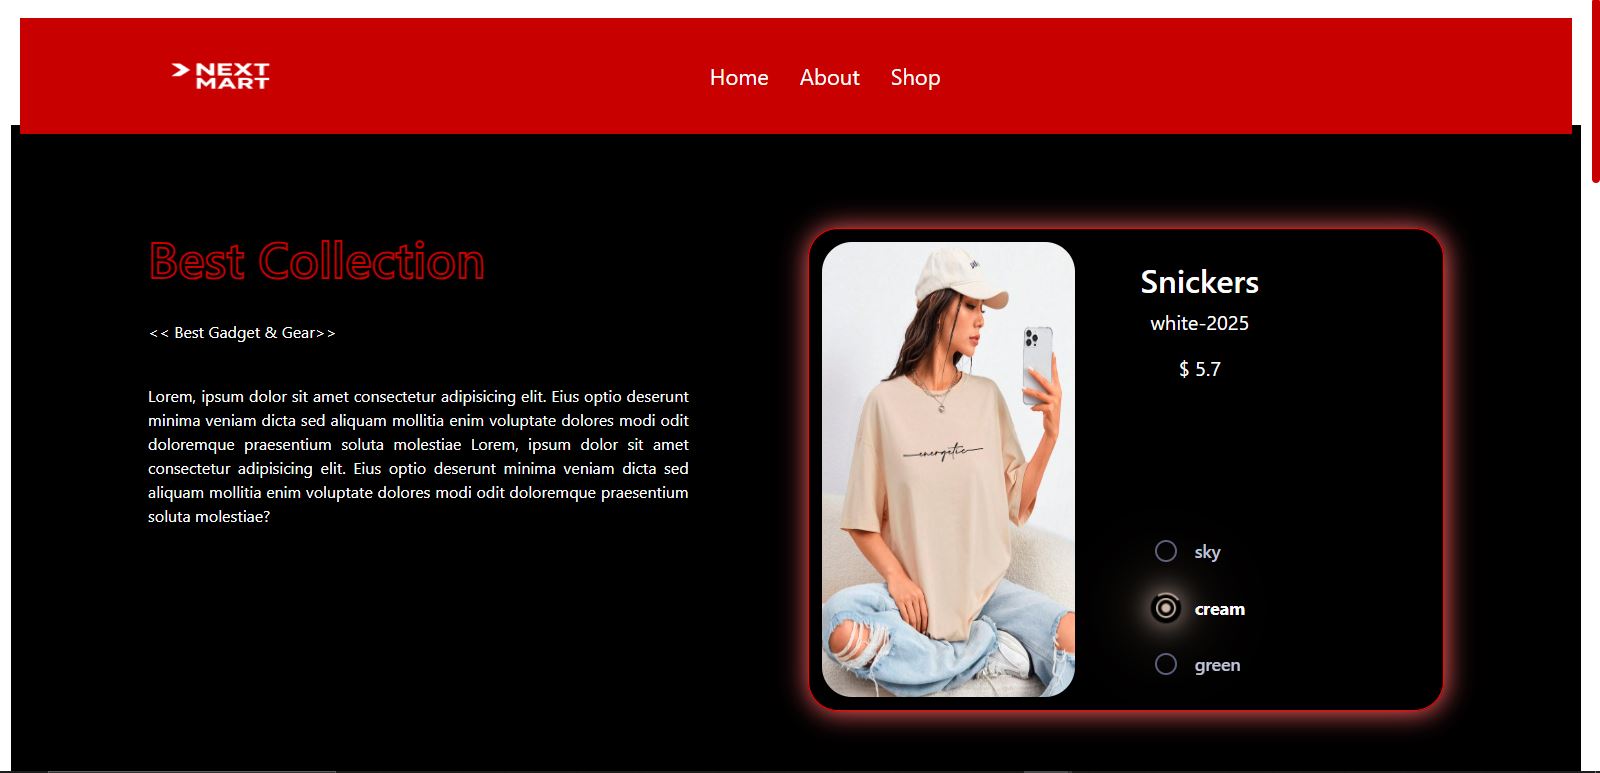 NEXT
MART
Home About Shop
Best Collection
<< Best Gadget & Gear>>
Lorem, ipsum dolor sit amet consectetur adipisicing elit. Eius optio deserunt
minima veniam dicta sed aliquam mollitia enim voluptate dolores modi odit
doloremque praesentium soluta molestiae Lorem, ipsum dolor sit amet
consectetur adipisicing elit. Eius optio deserunt minima veniam dicta sed
aliquam mollitia enim voluptate dolores modi odit doloremque praesentium
soluta molestiae?
energetic
Snickers
white-2025
$ 5.7
sky
cream
green